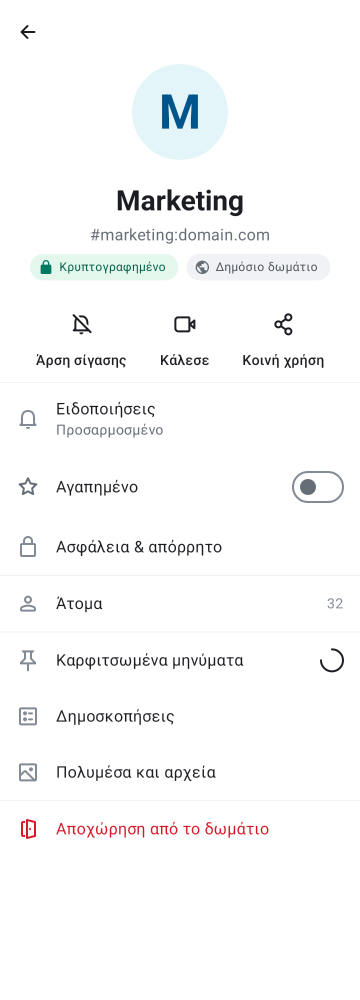 M
Marketing
#marketing:domain.com
Κρυπτογραφημένο
Δημόσιο δωμάτιο
Άρση σίγασης
Κάλεσε
Κοινή χρήση
Ειδοποιήσεις
Προσαρμοσμένο
Αγαπημένο
Ασφάλεια & απόρρητο
Άτομα
32
Καρφιτσωμένα μηνύματα
Δημοσκοπήσεις
Πολυμέσα και αρχεία
Αποχώρηση από το δωμάτιο